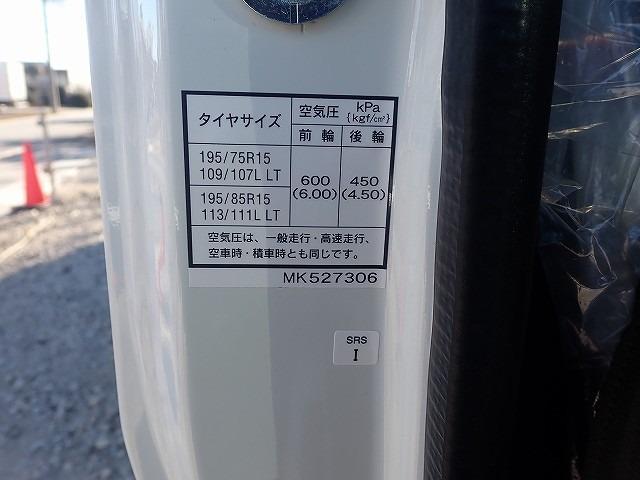 タイヤサイズ
空気圧 kPa {kgf/cm²}
前輪 後輪
195/75R15
109/107L LT
195/85R15
113/111L LT
600
(6.00)
450
(4.50)
空気圧は、一般走行・高速走行、
空車時・積車時とも同じです。
MK527306
SRS
I